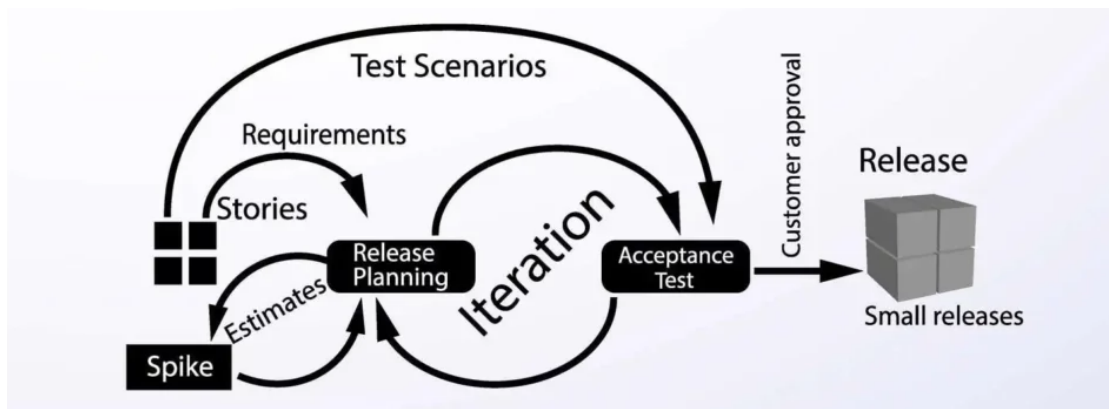 Test Scenarios
Requirements
Stories
Release
Planning
Estimates
Spike
Iteration
Acceptance
Test
Customer approval
Release
Small releases